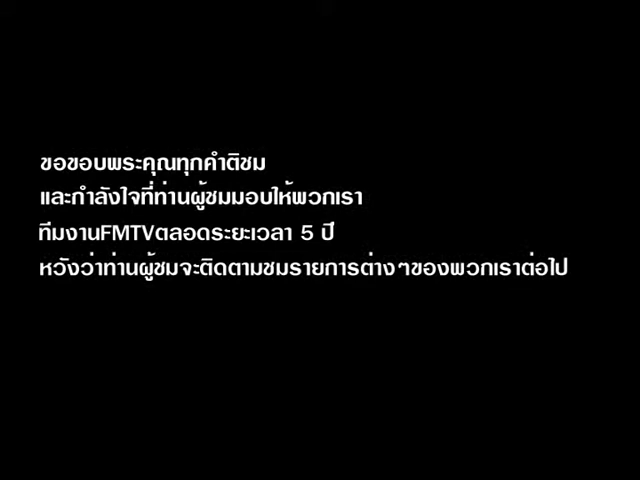 ขอขอบพระคุณทุกคำติชม
และกำลังใจที่ท่านผู้ชมมอบให้พวกเรา
ทีมงานFMTVตลอดระยะเวลา 5 ปี
หวังว่าท่านผู้ชมจะติดตามชมรายการต่างๆของพวกเราต่อไป